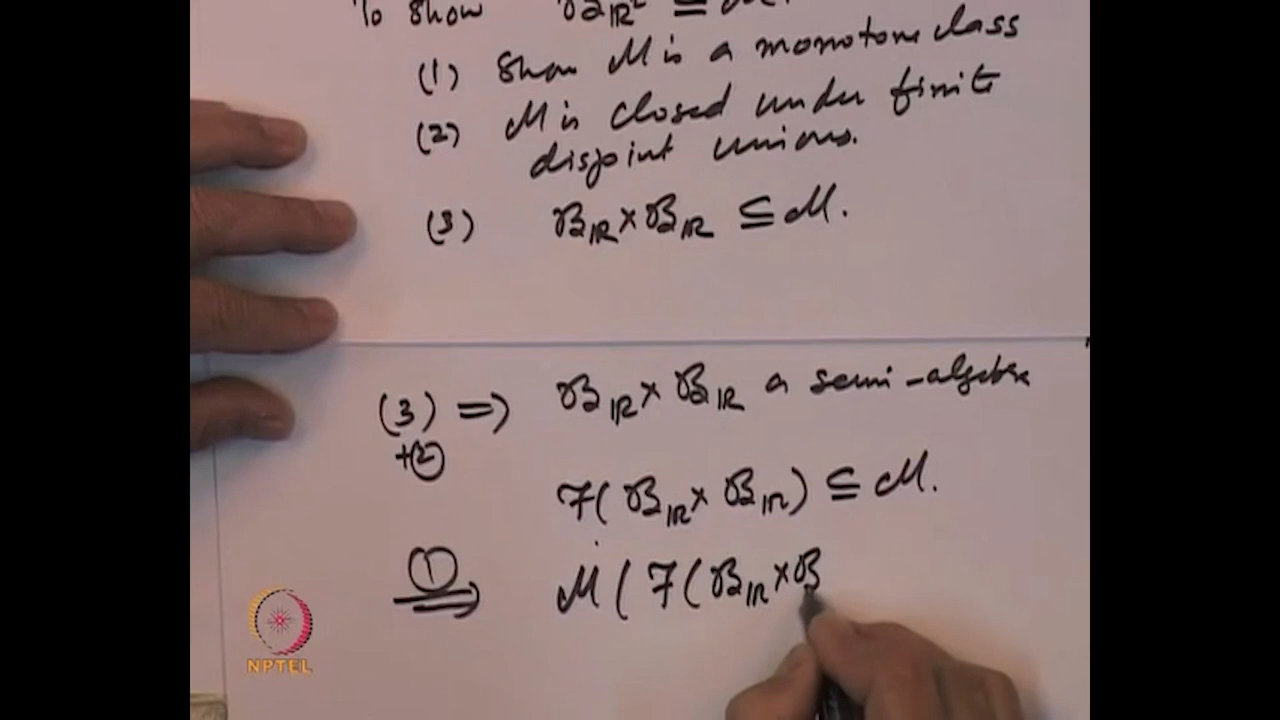 To show 𝓑_ℝ² ⊆ 𝓜.
(1) Show 𝓜 is a monotone class
(2) 𝓜 is closed under finite
disjoint unions.
(3) 𝓑_ℝ × 𝓑_ℝ ⊆ 𝓜.
(3) ⇒ 𝓑_ℝ × 𝓑_ℝ a semi-algebra
+②
𝓕(𝓑_ℝ × 𝓑_ℝ) ⊆ 𝓜.
①⇒ 𝓜(𝓕(𝓑_ℝ × 𝓑
NPTEL